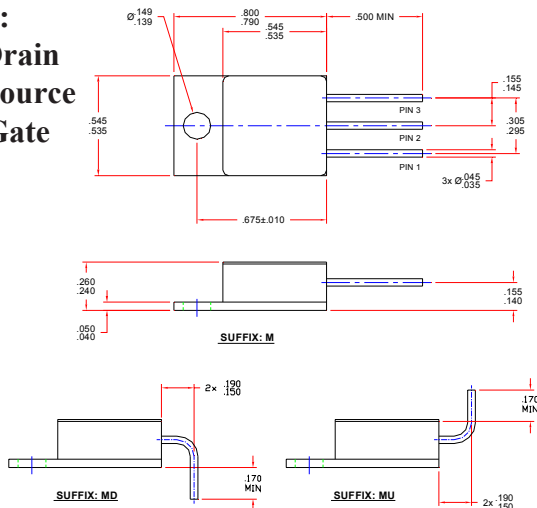 :
Drain
Source
Gate
Ø .149
.139
.800
.790
.545
.535
.500 MIN
.545
.535
PIN 3
PIN 2
PIN 1
.155
.145
.305
.295
3x Ø .045
.035
.675±.010
.260
.240
.050
.040
.155
.140
SUFFIX: M
2x .190
.150
.170
MIN
SUFFIX: MD
.170
MIN
2x .190
.150
SUFFIX: MU